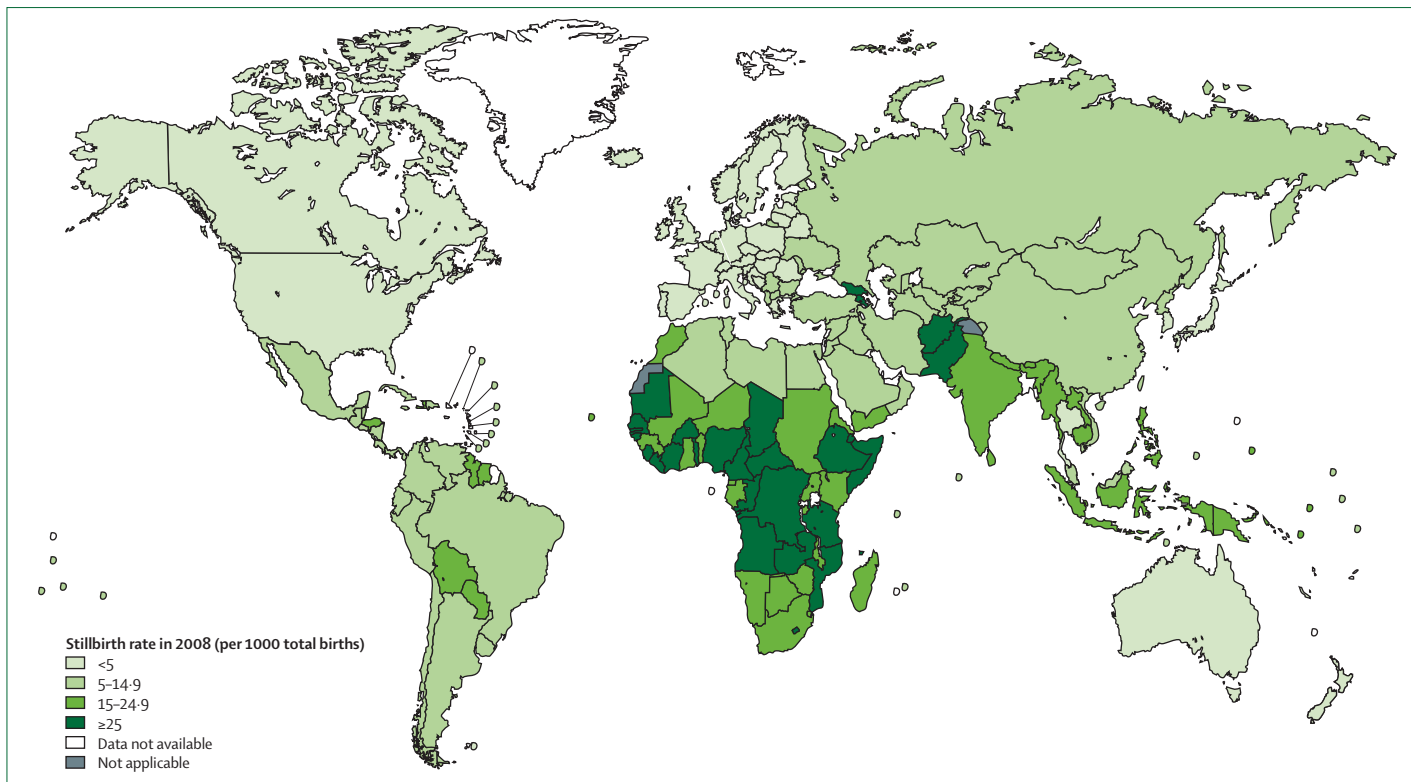 Stillbirth rate in 2008 (per 1000 total births)
<5
5–14·9
15–24·9
≥25
Data not available
Not applicable